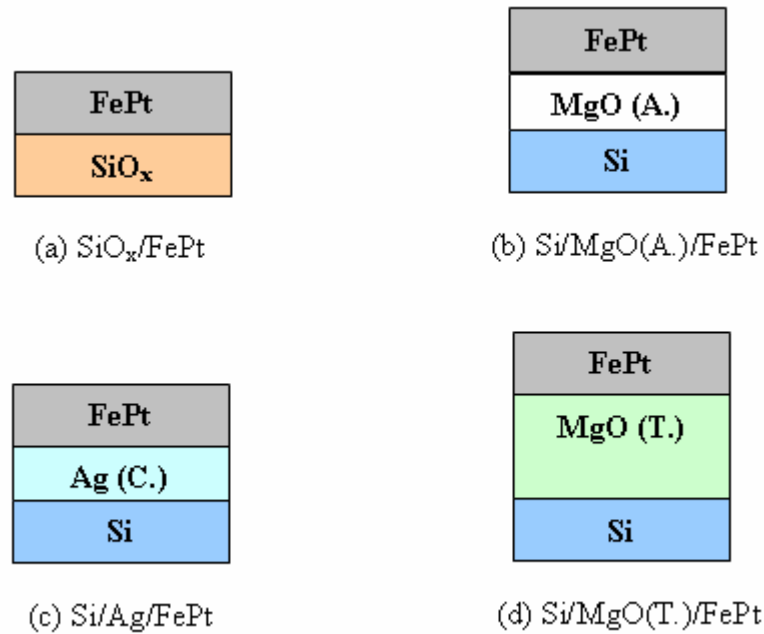 FePt
SiOₓ
(a) SiOₓ/FePt
FePt
MgO (A.)
Si
(b) Si/MgO(A.)/FePt
FePt
Ag (C.)
Si
(c) Si/Ag/FePt
FePt
MgO (T.)
Si
(d) Si/MgO(T.)/FePt